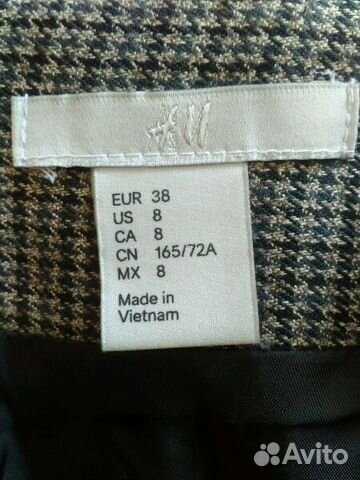 H&M
EUR 38
US 8
CA 8
CN 165/72A
MX 8
Made in
Vietnam
Avito